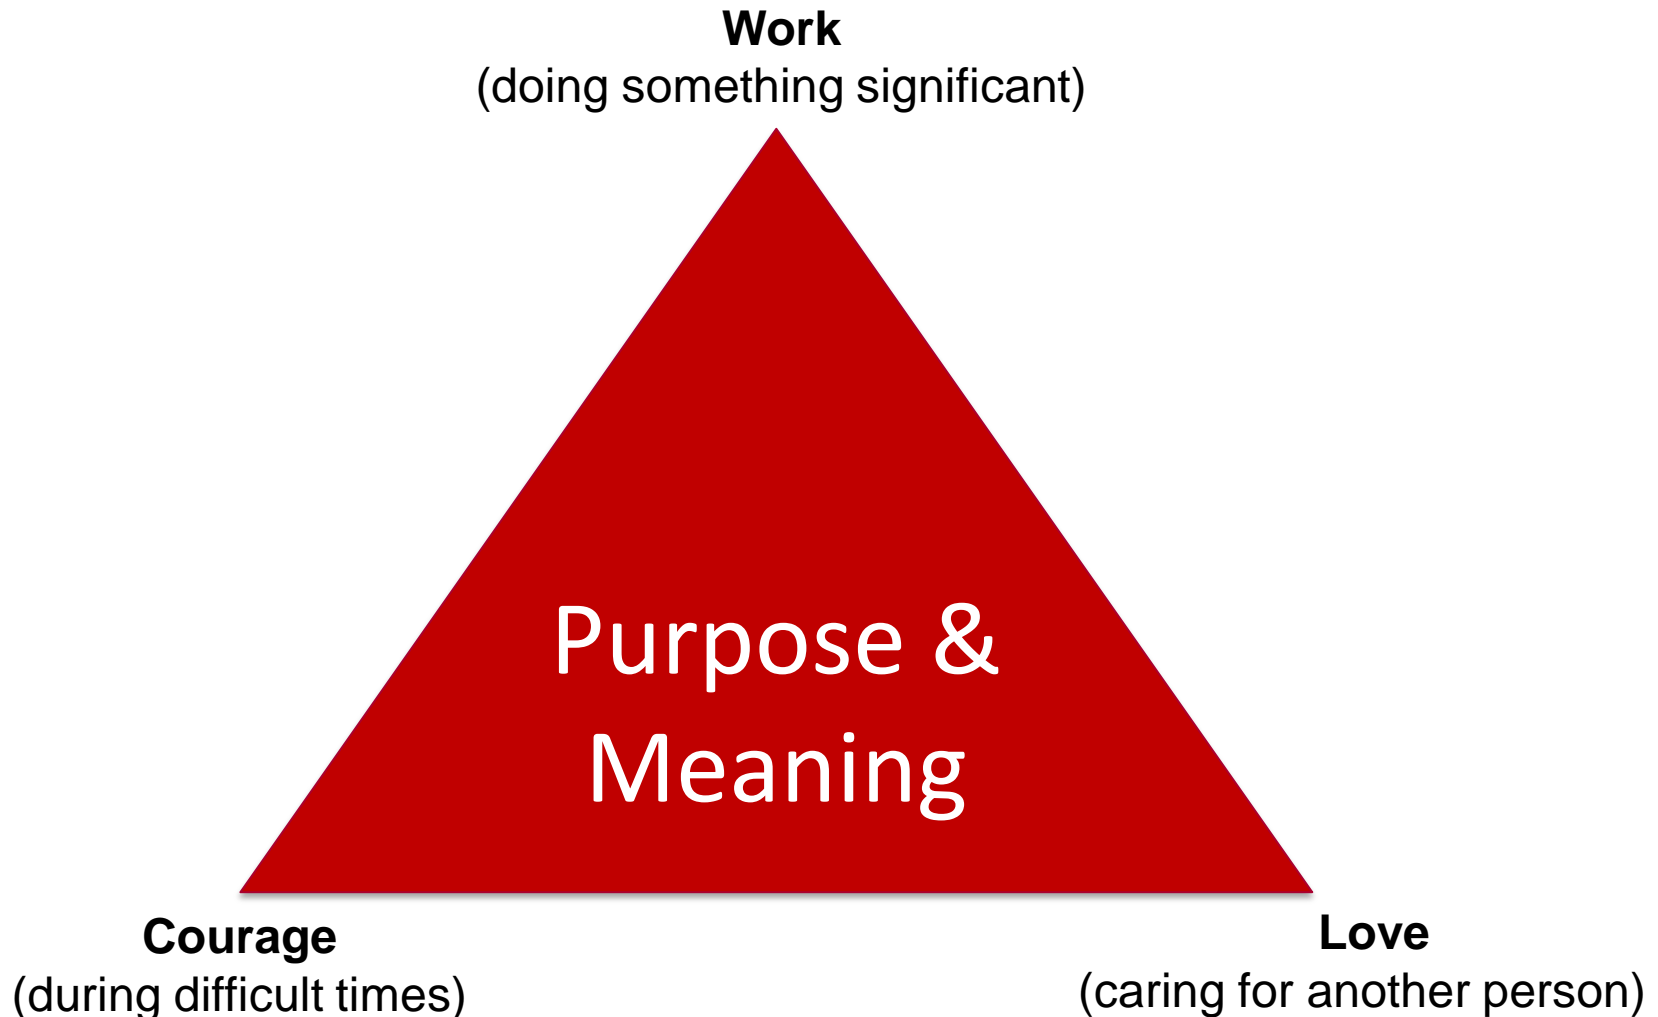 Work
(doing something significant)
Purpose &
Meaning
Courage
(during difficult times)
Love
(caring for another person)